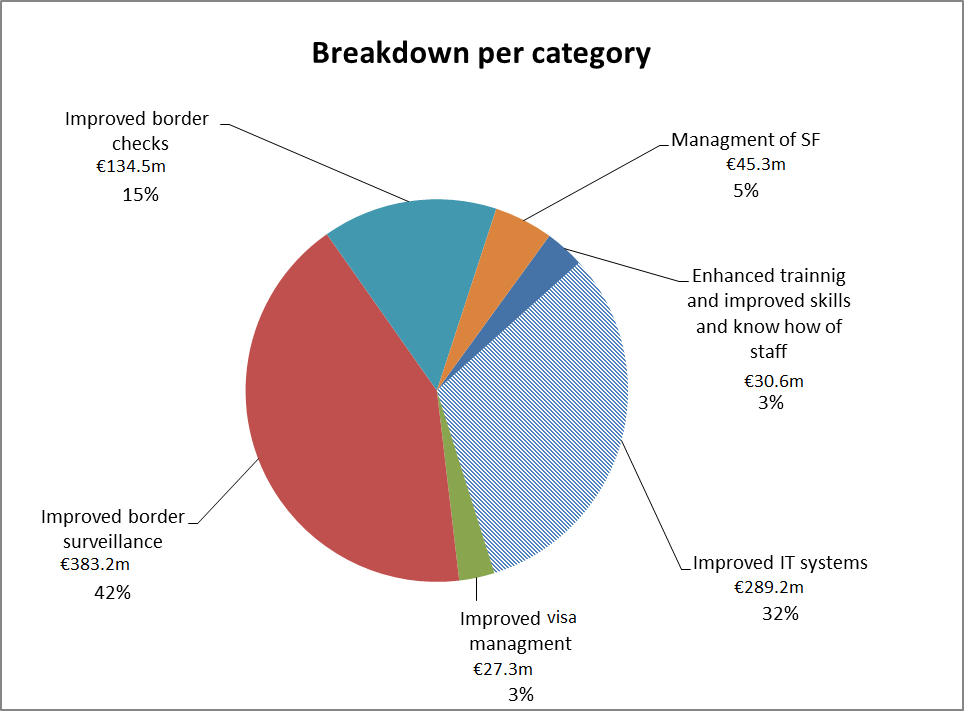 Breakdown per category
Improved border
checks
€134.5m
15%
Managment of SF
€45.3m
5%
Enhanced trainnig
and improved skills
and know how of
staff
€30.6m
3%
Improved border
surveillance
€383.2m
42%
Improved IT systems
€289.2m
32%
Improved visa
managment
€27.3m
3%